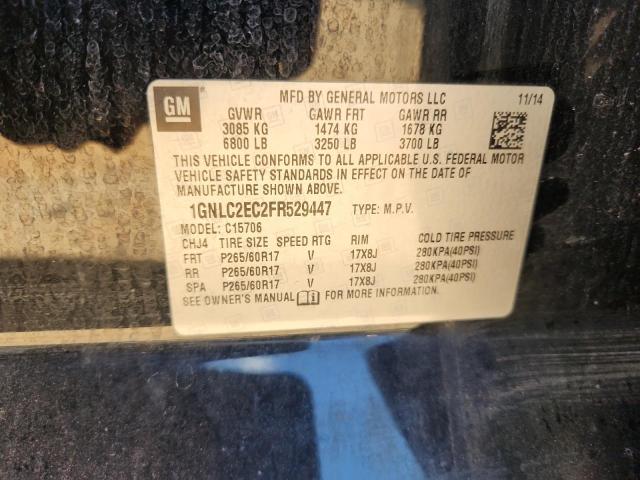 GM
MFD BY GENERAL MOTORS LLC 11/14
GVWR GAWR FRT GAWR RR
3085 KG 1474 KG 1678 KG
6800 LB 3250 LB 3700 LB
THIS VEHICLE CONFORMS TO ALL APPLICABLE U.S. FEDERAL MOTOR
VEHICLE SAFETY STANDARDS IN EFFECT ON THE DATE OF
MANUFACTURE SHOWN ABOVE.
1GNLC2EC2FR529447 TYPE: M.P.V.
MODEL: C15706
CHJ4 TIRE SIZE SPEED RTG RIM COLD TIRE PRESSURE
FRT P265/60R17 V 17X8J 280KPA(40PSI)
RR P265/60R17 V 17X8J 280KPA(40PSI)
SPA P265/60R17 V 17X8J 280KPA(40PSI)
SEE OWNER'S MANUAL FOR MORE INFORMATION.